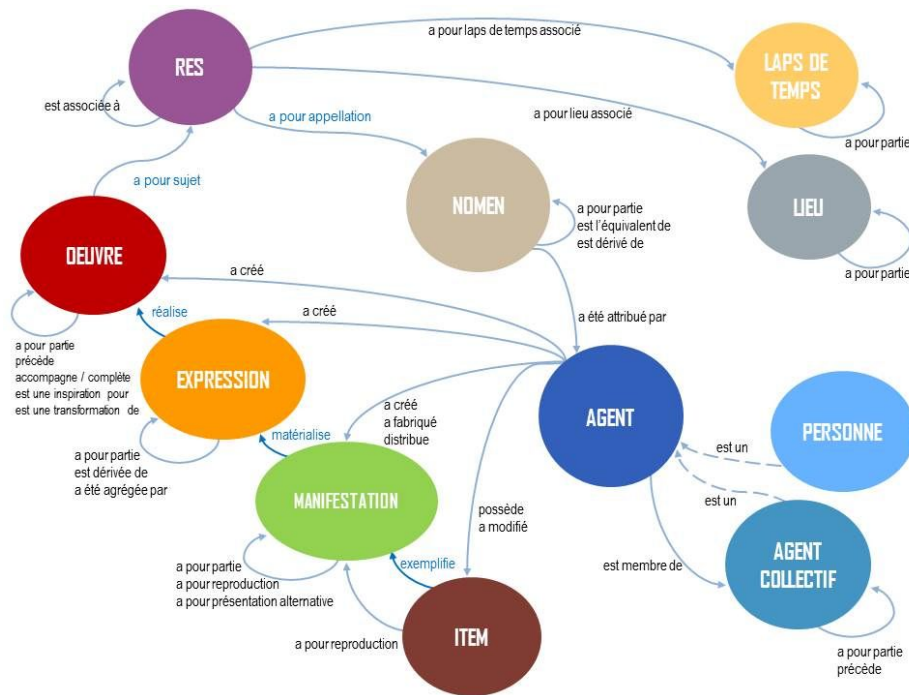 a pour laps de temps associé
RES
LAPS DE
TEMPS
est associée à
a pour appellation
a pour lieu associé
a pour partie
a pour sujet
NOMEN
LIEU
a pour partie
est l'équivalent de
est dérivé de
OEUVRE
a créé
a pour partie
réalise
a créé
a été attribué par
a pour partie
précède
accompagne / complète
est une inspiration pour
est une transformation de
EXPRESSION
a créé
a fabriqué
distribue
AGENT
PERSONNE
matérialise
est un
a pour partie
est dérivée de
a été agrégée par
MANIFESTATION
est un
possède
a modifié
AGENT
COLLECTIF
est membre de
exemplifie
a pour partie
a pour reproduction
a pour présentation alternative
a pour reproduction
ITEM
a pour partie
précède